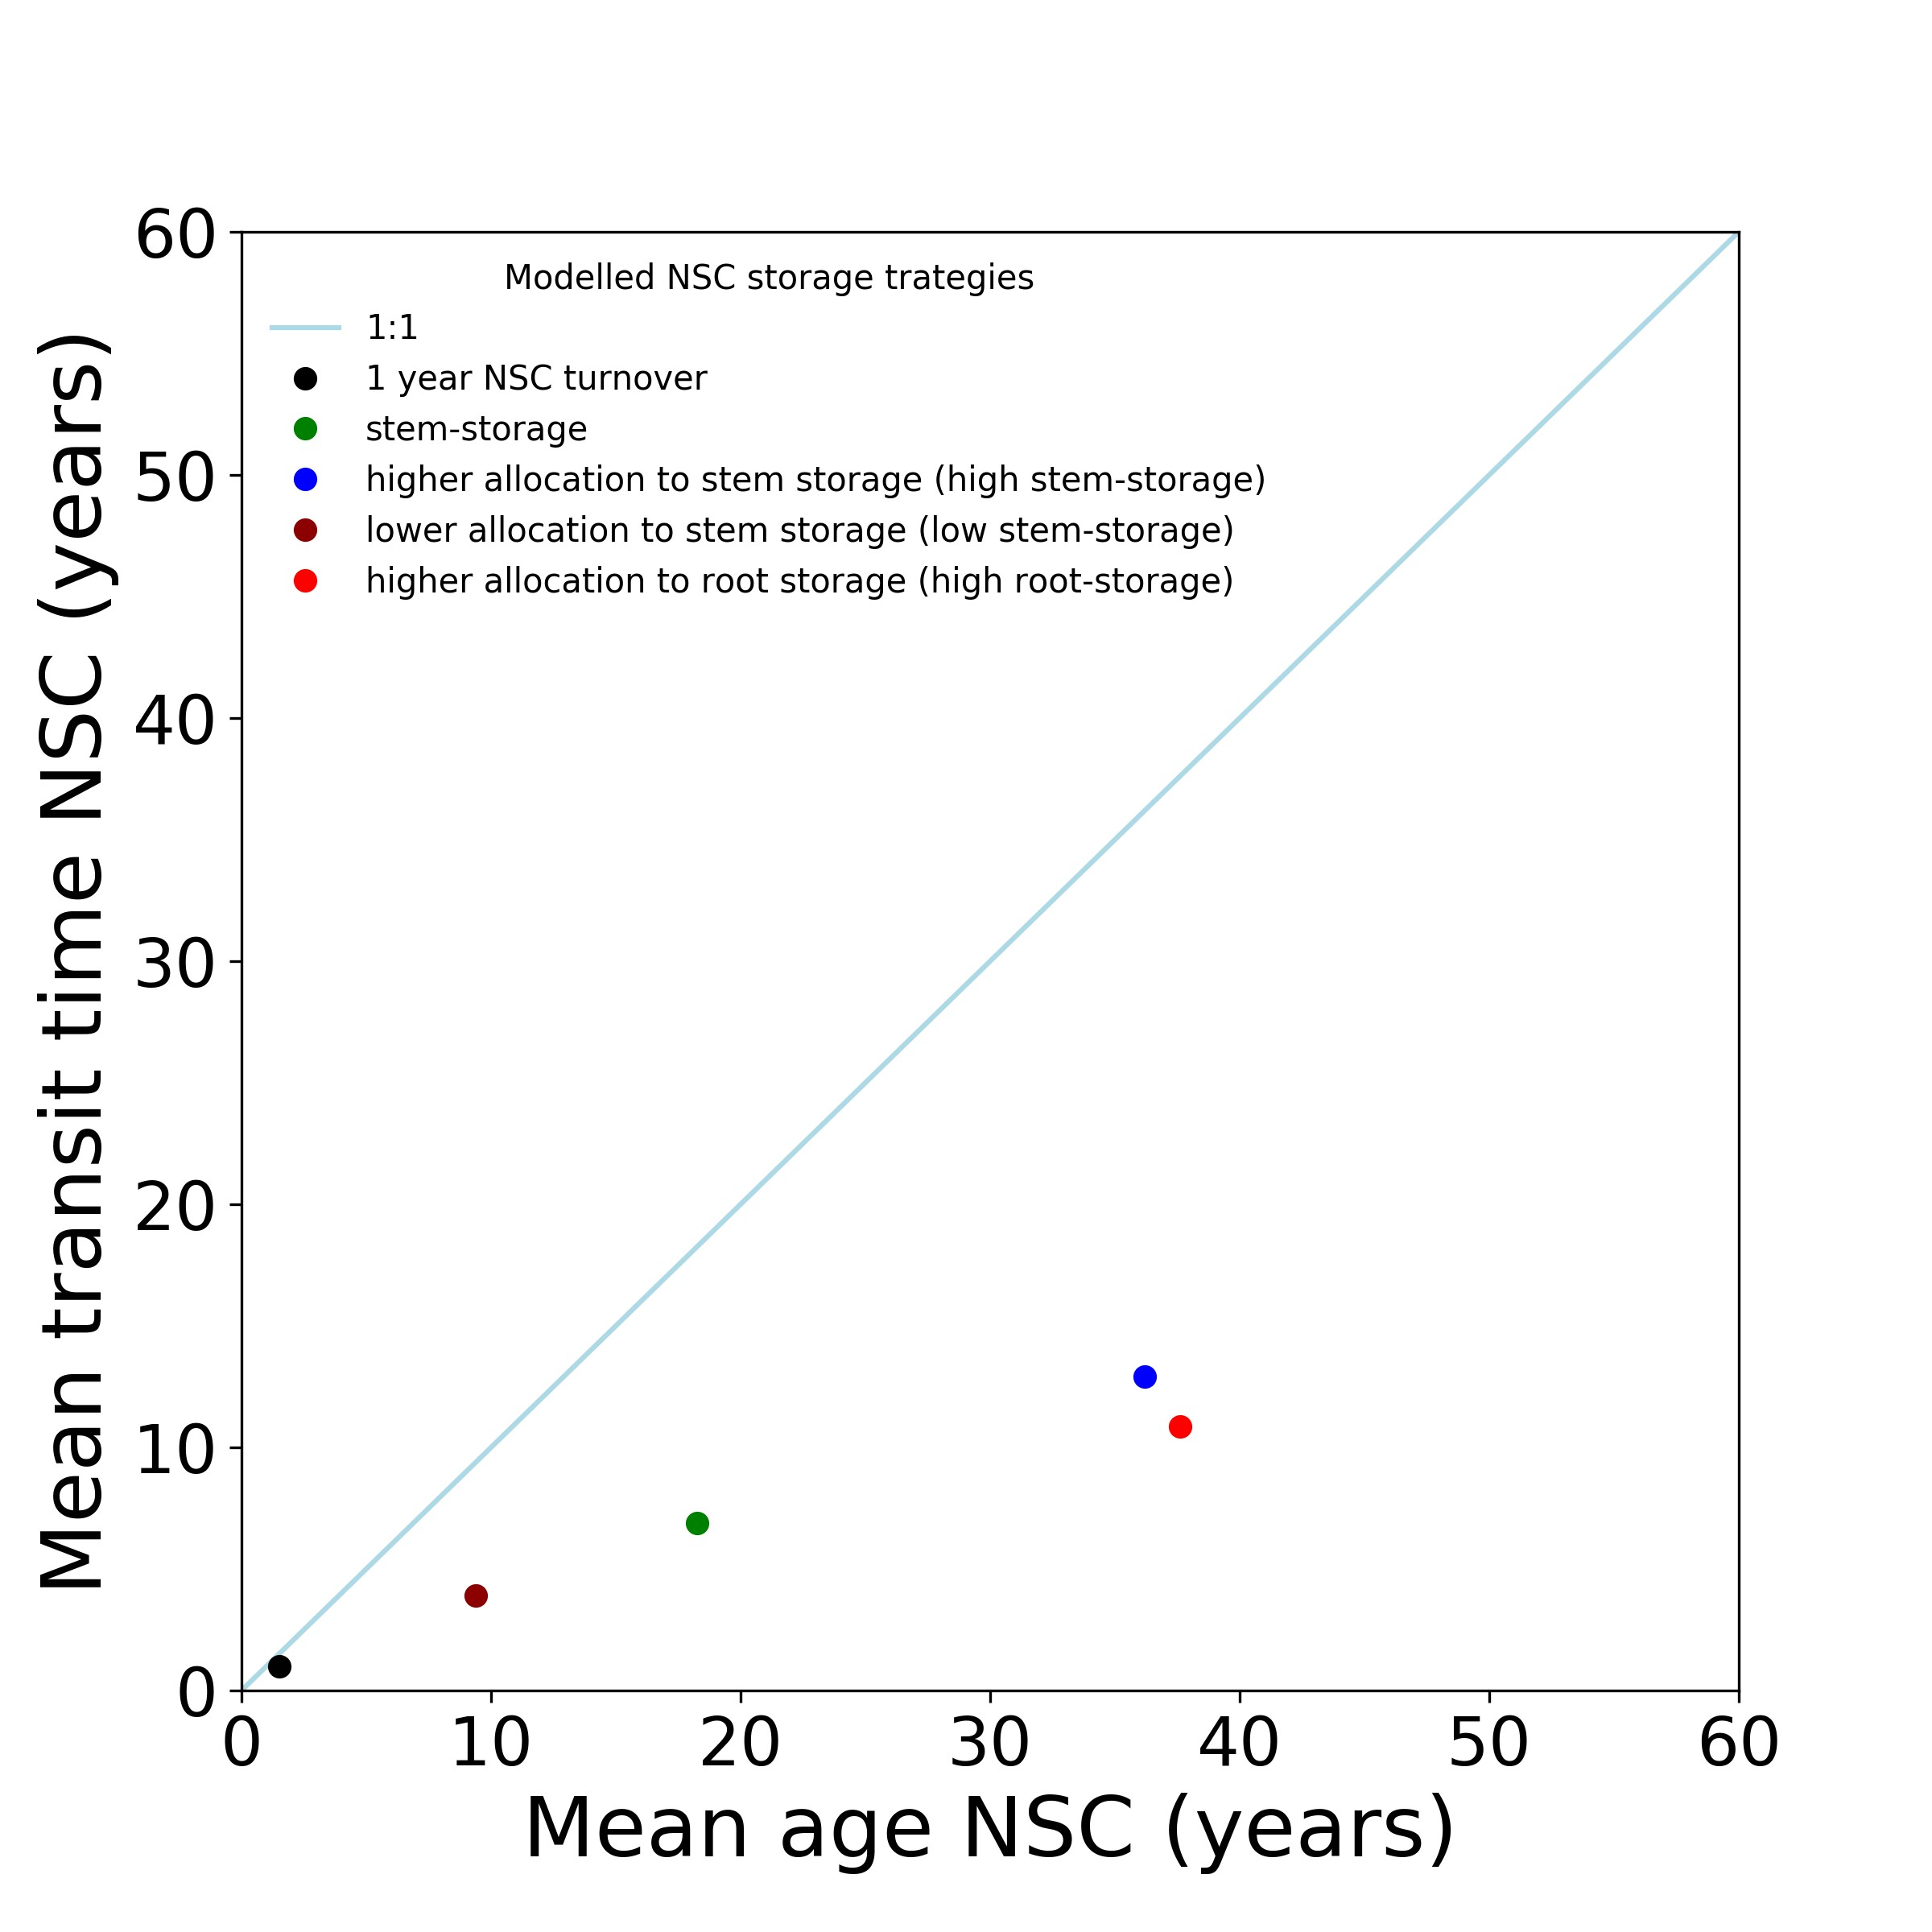 Modelled NSC storage trategies
1:1
1 year NSC turnover
stem-storage
higher allocation to stem storage (high stem-storage)
lower allocation to stem storage (low stem-storage)
higher allocation to root storage (high root-storage)
Mean transit time NSC (years)
60
50
40
30
20
10
0
0 10 20 30 40 50 60
Mean age NSC (years)